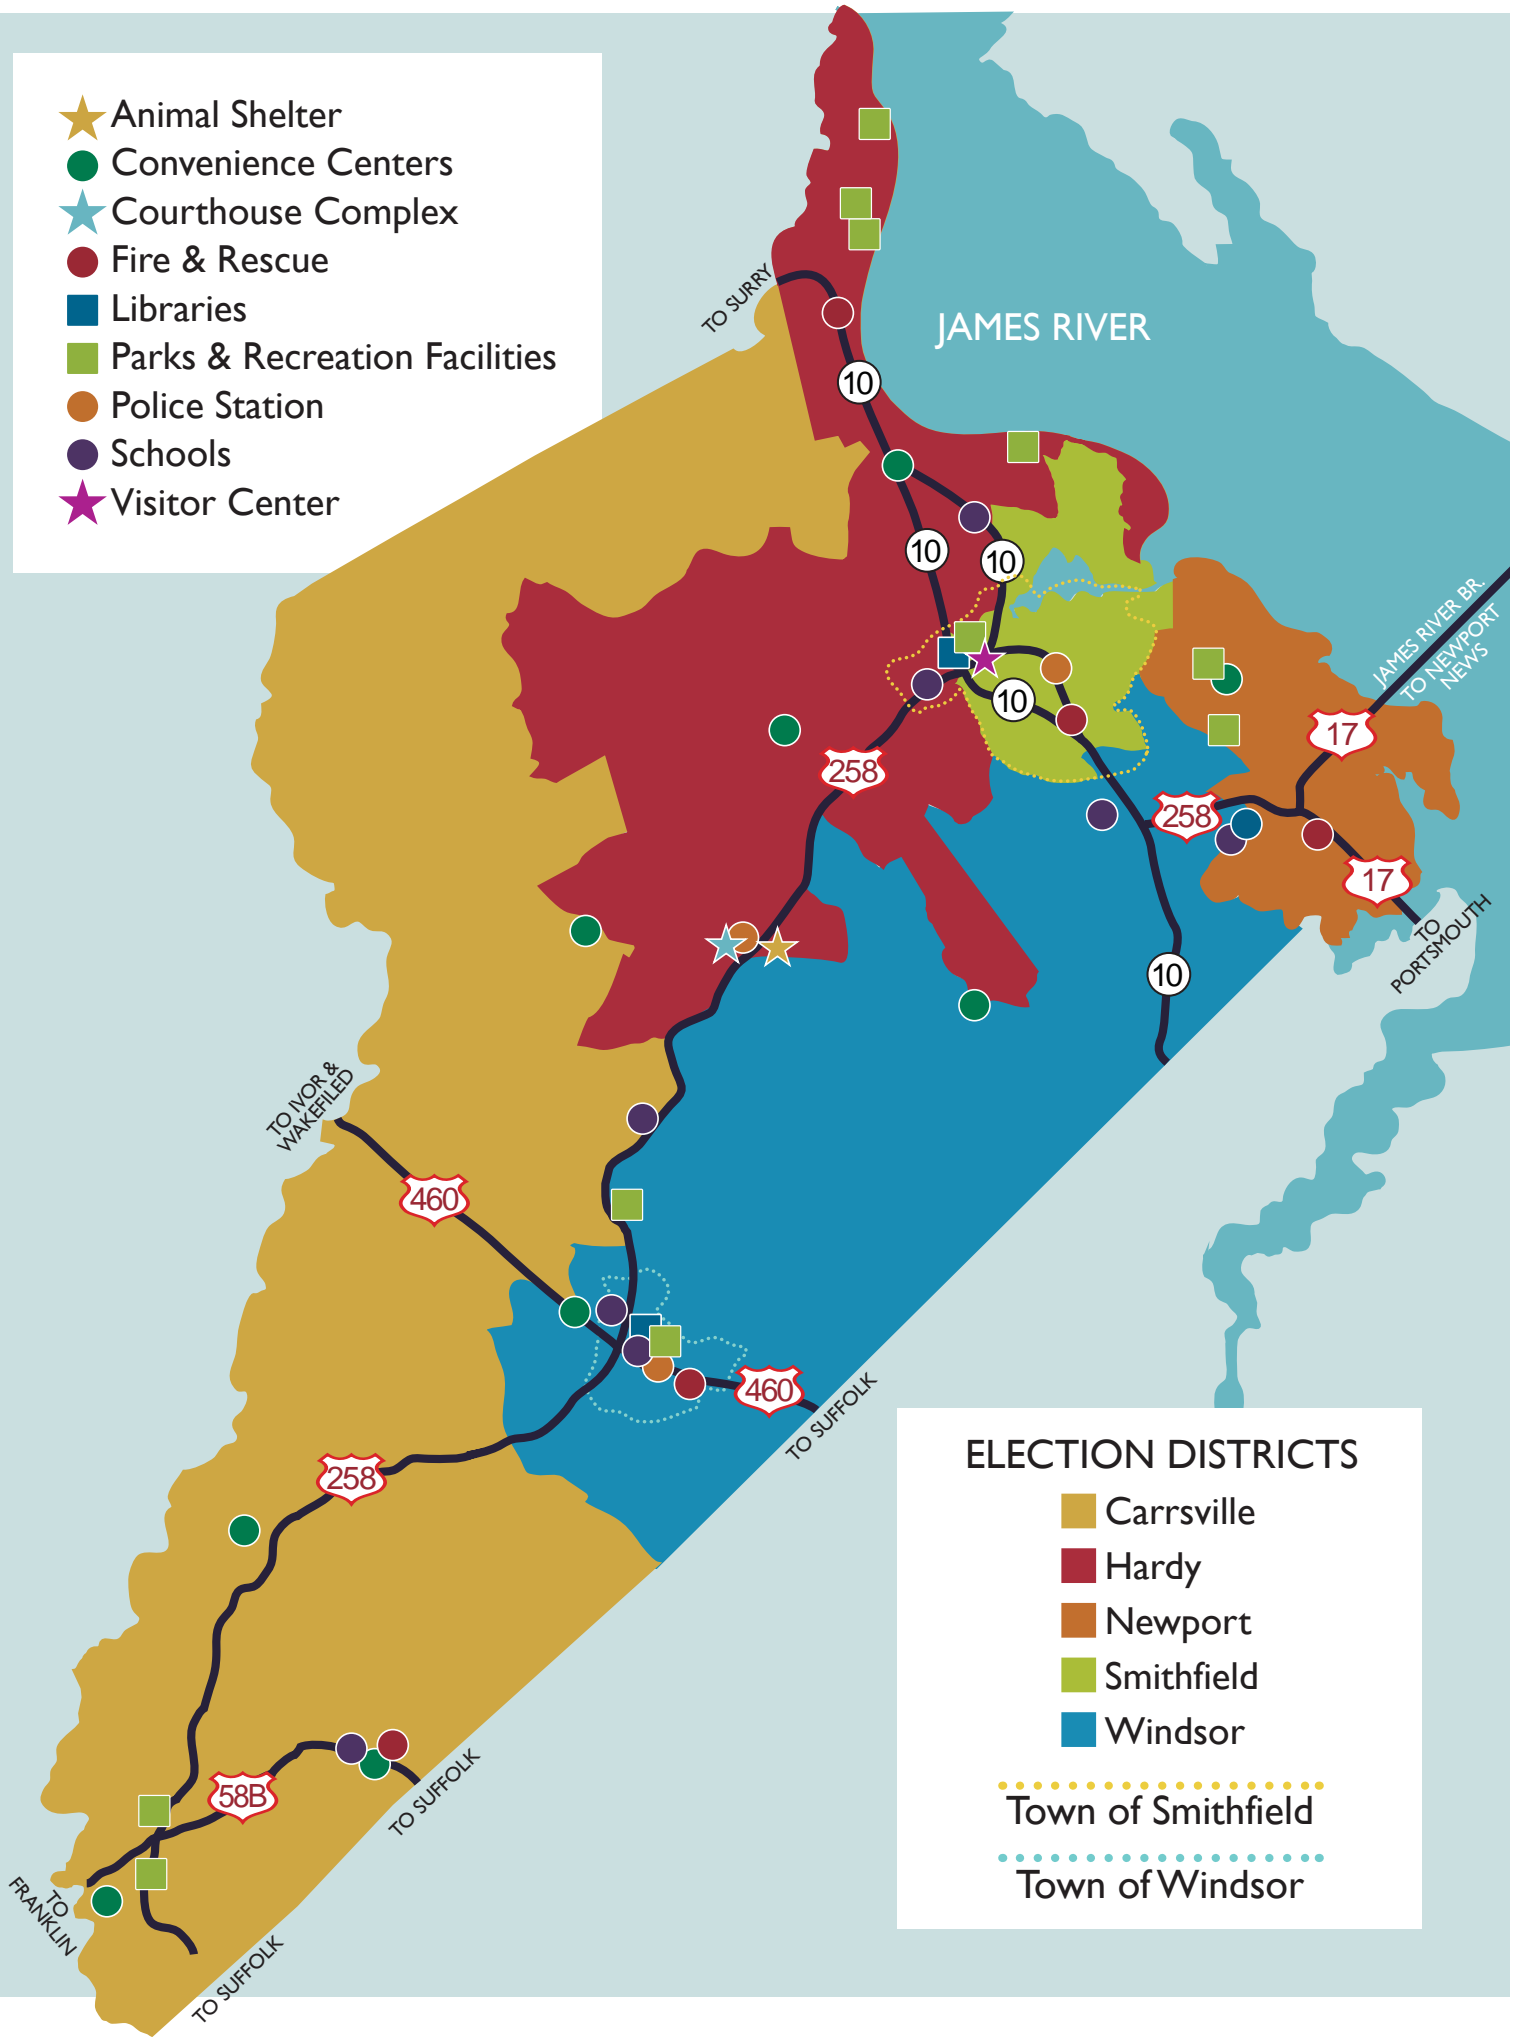 Animal Shelter
Convenience Centers
Courthouse Complex
Fire & Rescue
Libraries
Parks & Recreation Facilities
Police Station
Schools
Visitor Center
TO SURRY
JAMES RIVER
10
10
10
JAMES RIVER BR.
TO NEWPORT
NEWS
10
17
258
258
17
TO
PORTSMOUTH
10
TO IVOR &
WAKEFILED
460
460
TO SUFFOLK
258
58B
TO SUFFOLK
TO
FRANKLIN
TO SUFFOLK
ELECTION DISTRICTS
Carrsville
Hardy
Newport
Smithfield
Windsor
Town of Smithfield
Town of Windsor